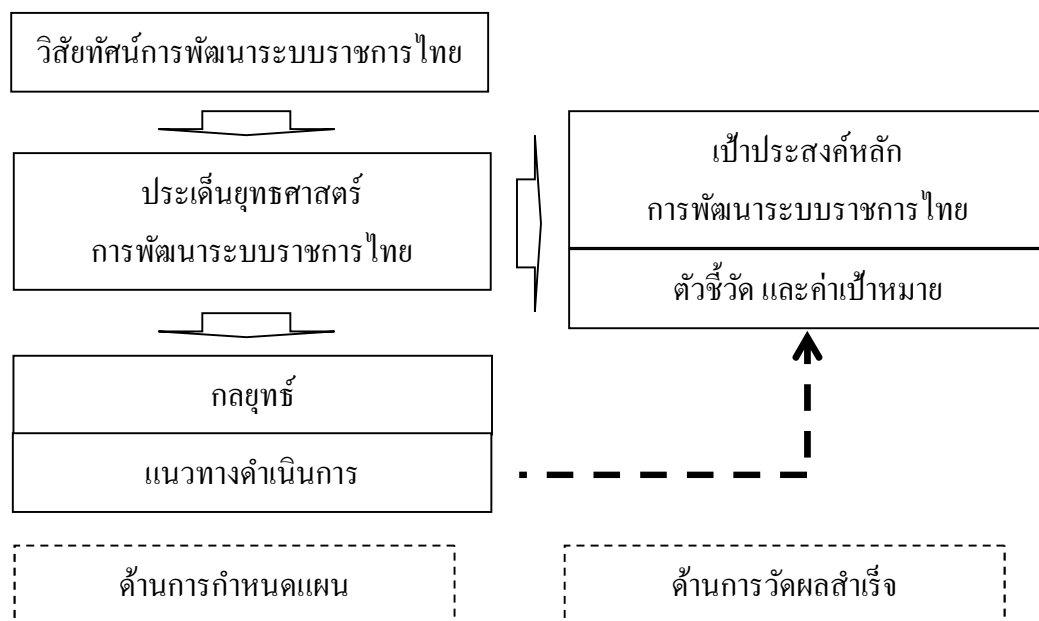 วิสัยทัศน์การพัฒนาระบบราชการไทย
ประเด็นยุทธศาสตร์
การพัฒนาระบบราชการไทย
เป้าประสงค์หลัก
การพัฒนาระบบราชการไทย
ตัวชี้วัด และค่าเป้าหมาย
กลยุทธ์
แนวทางดำเนินการ
ด้านการกำหนดแผน
ด้านการวัดผลสำเร็จ